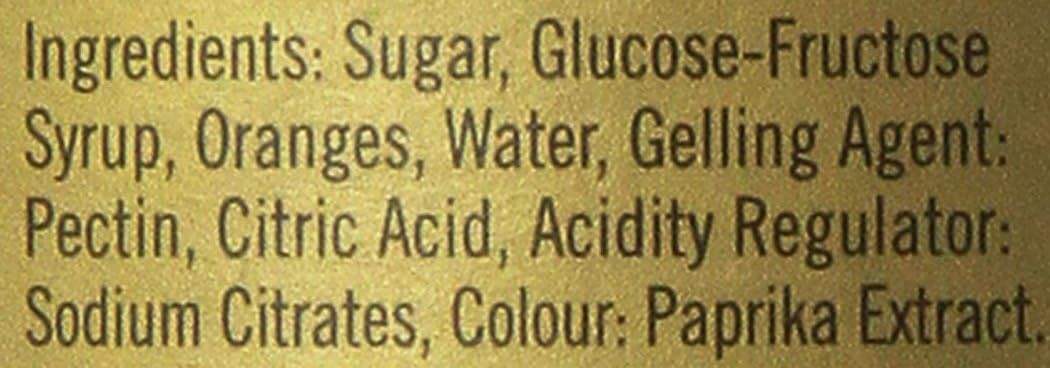 Ingredients: Sugar, Glucose-Fructose
Syrup, Oranges, Water, Gelling Agent:
Pectin, Citric Acid, Acidity Regulator:
Sodium Citrates, Colour: Paprika Extract.